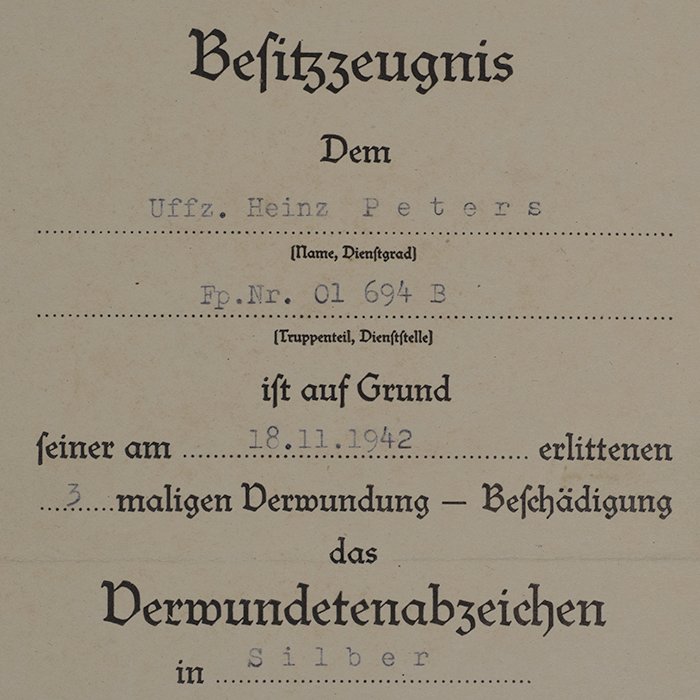 Besitzzeugnis
Dem
Uffz. Heinz Peters
(Name, Dienstgrad)
Fp.Nr. 01 694 B
(Truppenteil, Dienststelle)
ist auf Grund
seiner am 18.11.1942 erlittenen
3 maligen Verwundung — Beschädigung
das
Verwundetenabzeichen
in Silber